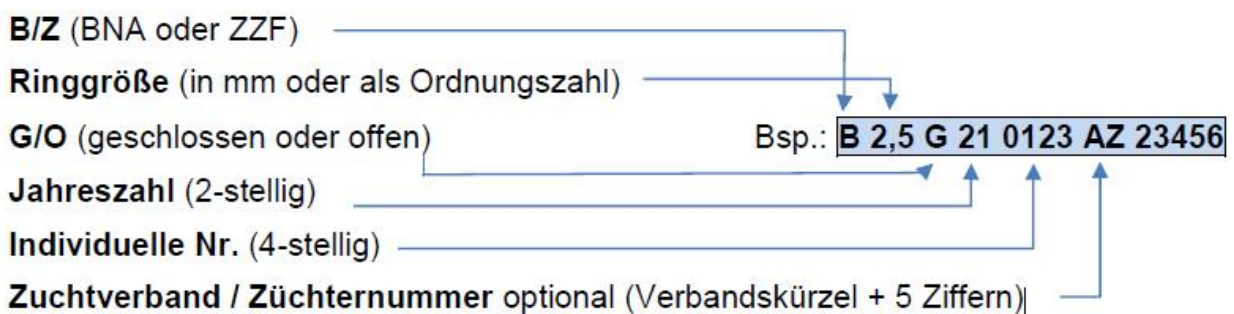 B/Z (BNA oder ZZF)
Ringgröße (in mm oder als Ordnungszahl)
G/O (geschlossen oder offen)
Bsp.: B 2,5 G 21 0123 AZ 23456
Jahreszahl (2-stellig)
Individuelle Nr. (4-stellig)
Zuchtverband / Züchternummer optional (Verbandskürzel + 5 Ziffern)